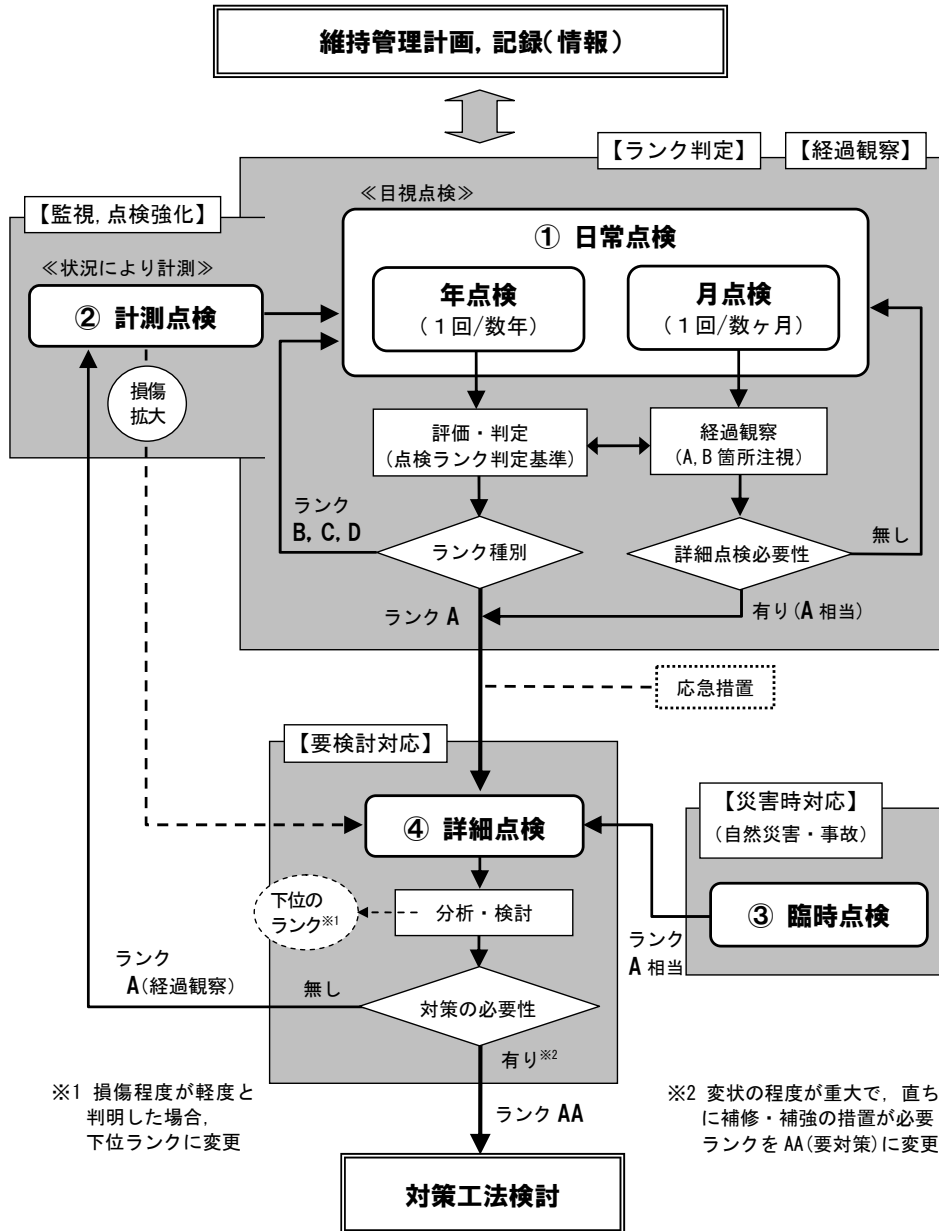 維持管理計画，記録（情報）
【ランク判定】
【経過観察】
【監視，点検強化】
≪目視点検≫
① 日常点検
≪状況により計測≫
② 計測点検
年点検
（１回/数年）
月点検
（１回/数ヶ月）
損傷
拡大
評価・判定
（点検ランク判定基準）
経過観察
（A，B 箇所注視）
ランク
B，C，D
ランク種別
詳細点検必要性
無し
ランク A
有り（A 相当）
応急措置
【要検討対応】
【災害時対応】
（自然災害・事故）
④ 詳細点検
③ 臨時点検
下位の
ランク※1
分析・検討
ランク
A 相当
ランク
A（経過観察）
無し
対策の必要性
有り※2
※1 損傷程度が軽度と
判明した場合，
下位ランクに変更
ランク AA
※2 変状の程度が重大で，直ち
に補修・補強の措置が必要
ランクを AA（要対策）に変更
対策工法検討